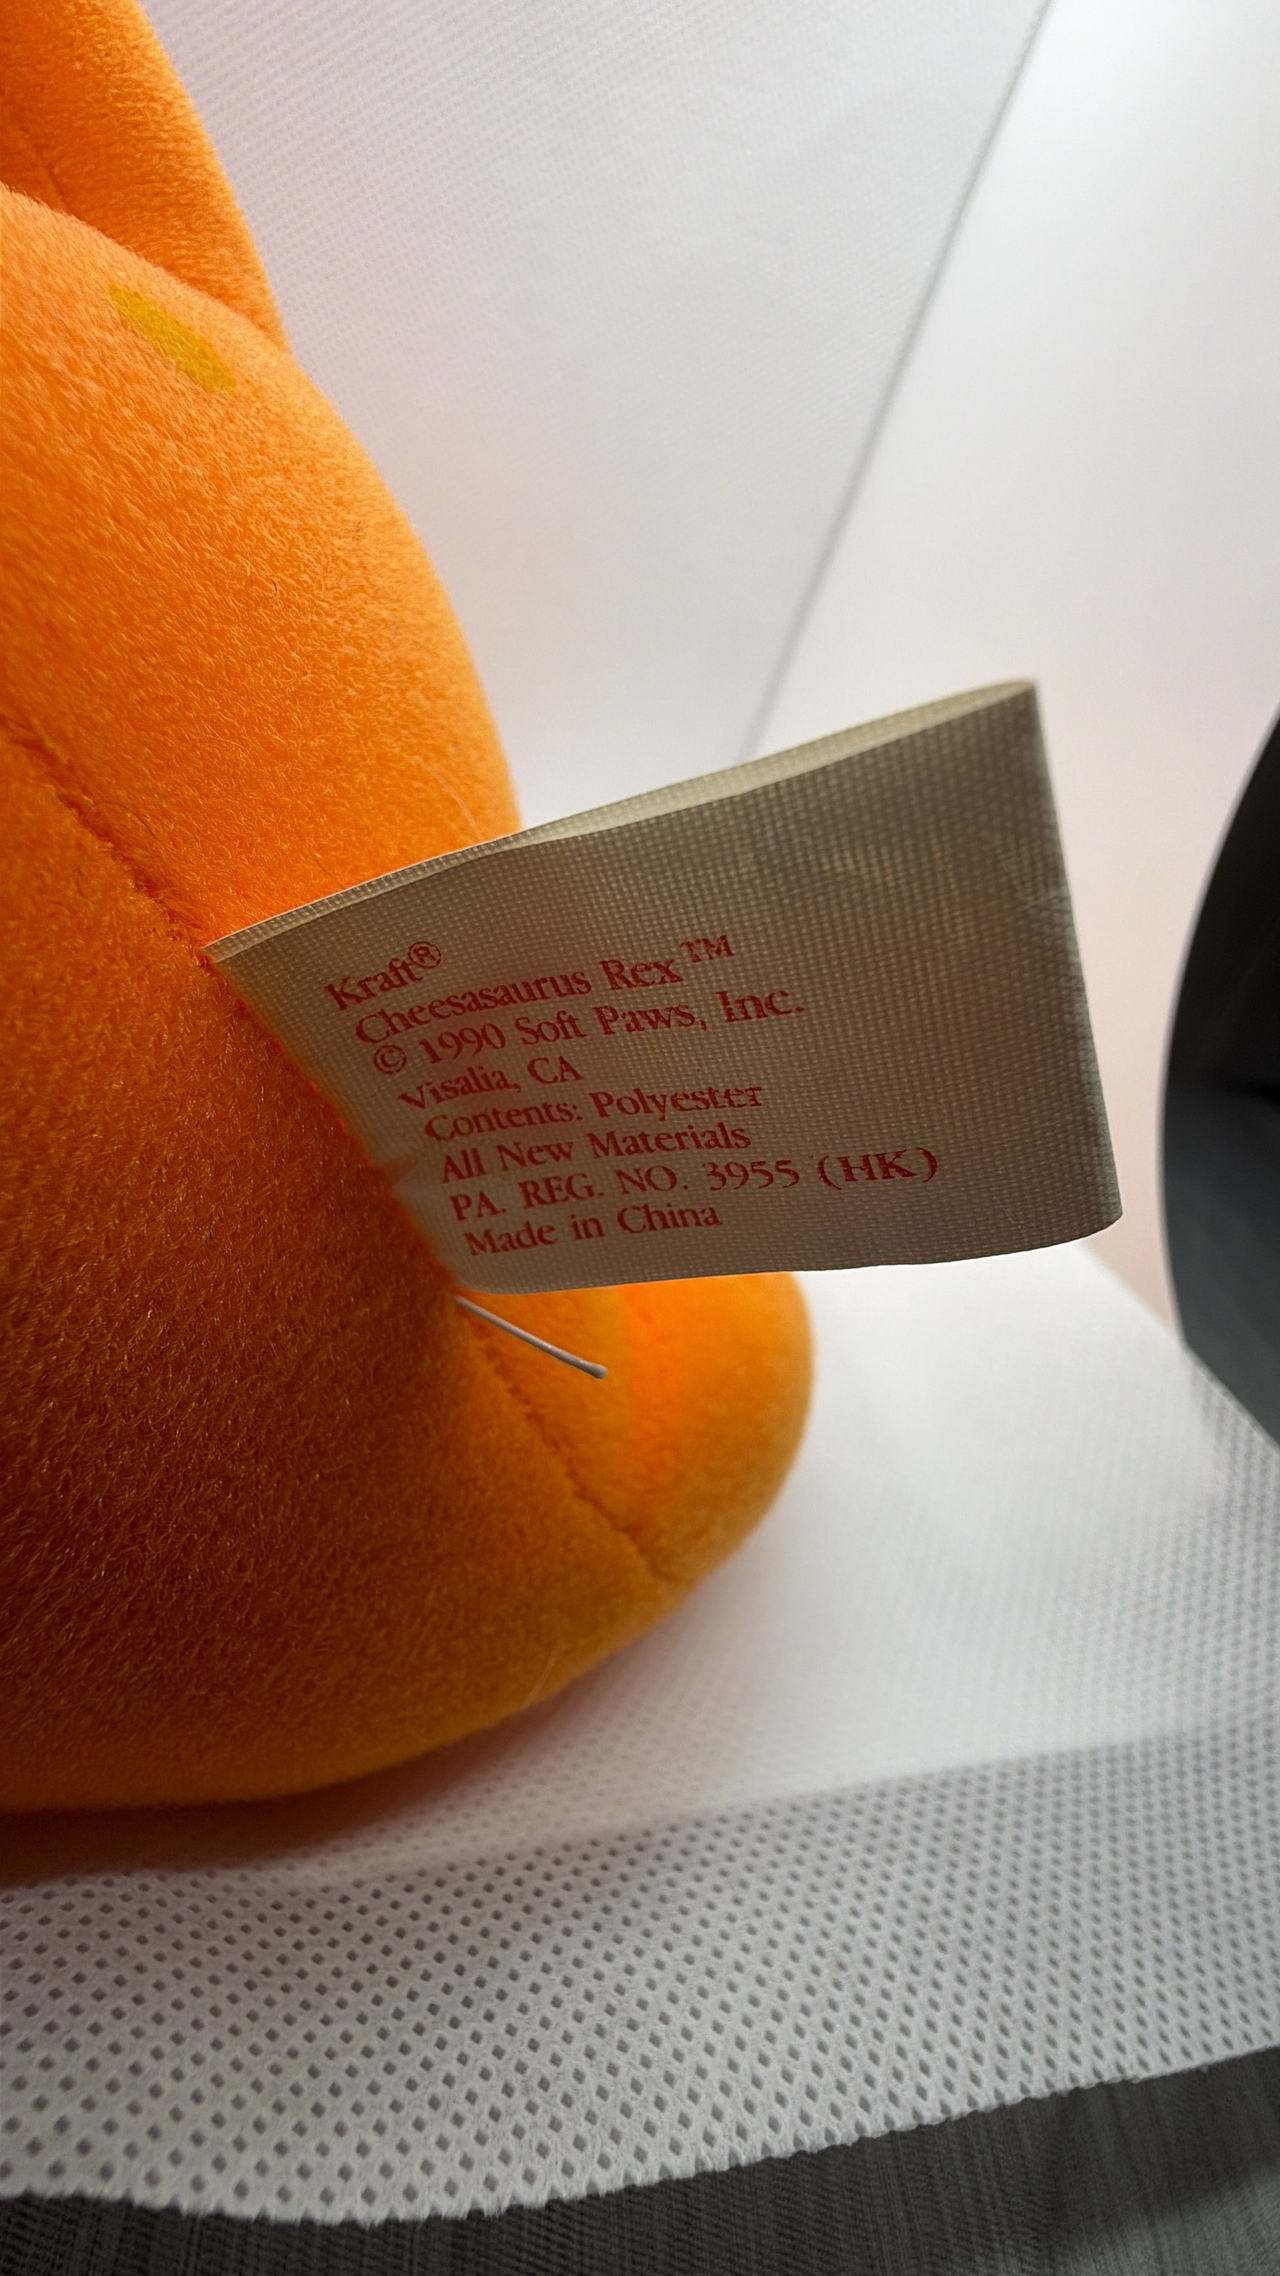 Kraft®
Cheesasaurus Rex™
© 1990 Soft Paws, Inc.
Visalia, CA
Contents: Polyester
All New Materials
PA. REG. NO. 3955 (HK)
Made in China